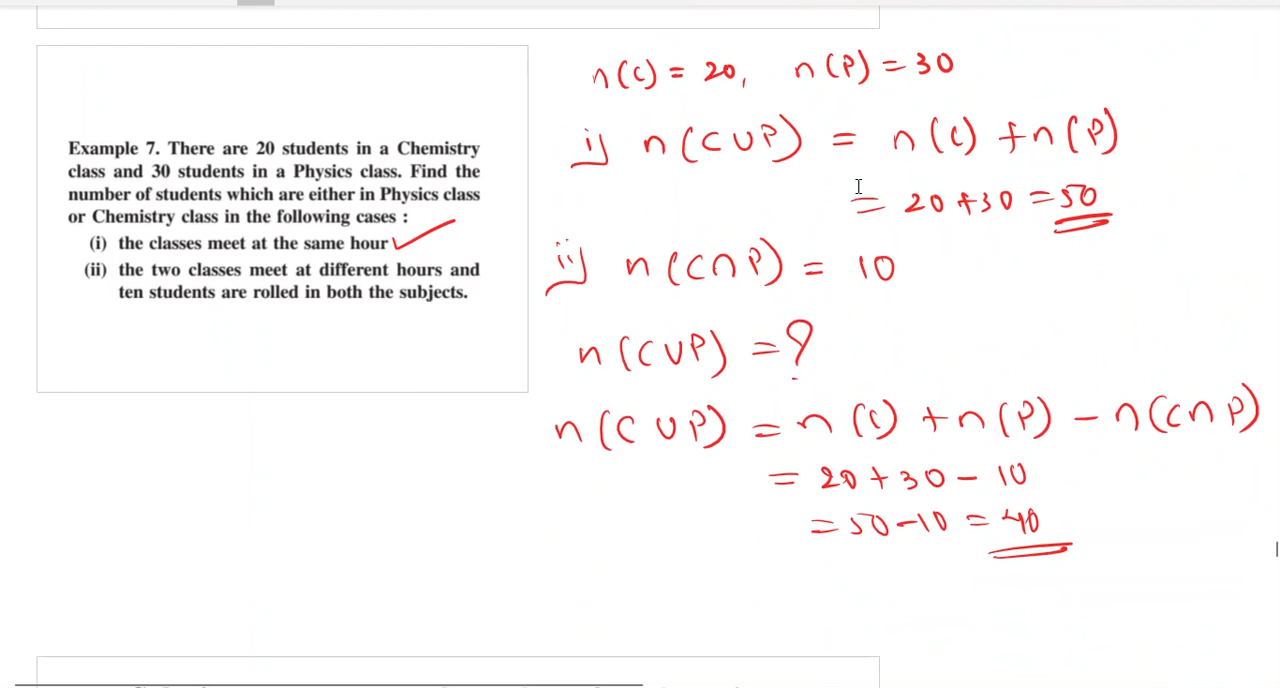 Example 7. There are 20 students in a Chemistry
class and 30 students in a Physics class. Find the
number of students which are either in Physics class
or Chemistry class in the following cases :
(i) the classes meet at the same hour
(ii) the two classes meet at different hours and
ten students are rolled in both the subjects.
n(C) = 20, n(P) = 30
i) n(C∪P) = n(C) + n(P)
= 20+30 = 50
ii) n(C∩P) = 10
n(C∪P) = ?
n(C∪P) = n(C) + n(P) - n(C∩P)
= 20+30-10
= 50-10 = 40